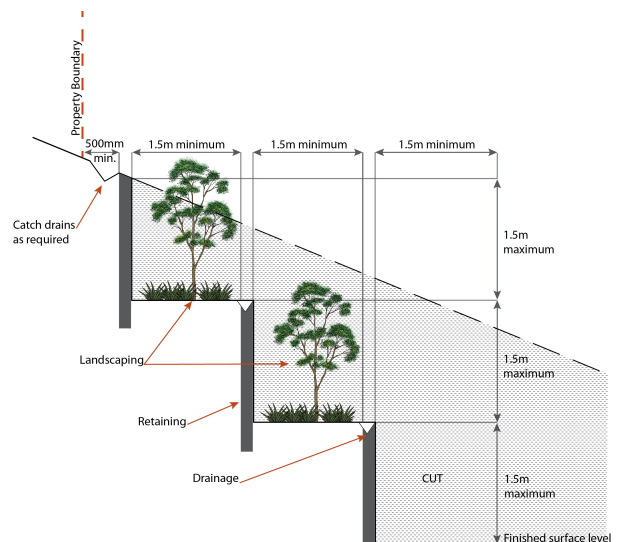 Property Boundary
500mm
min.
1.5m minimum
1.5m minimum
1.5m minimum
Catch drains
as required
1.5m
maximum
Landscaping
1.5m
maximum
Retaining
Drainage
CUT
1.5m
maximum
Finished surface level